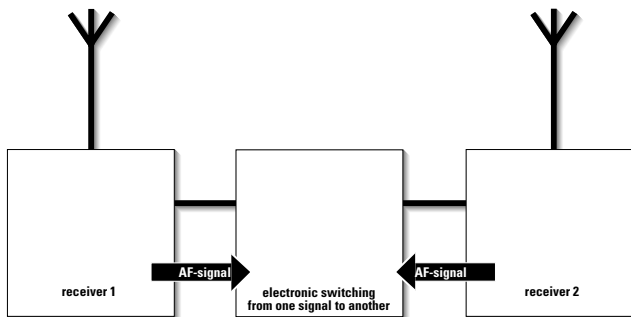 AF-signal
AF-signal
receiver 1
electronic switching
from one signal to another
receiver 2